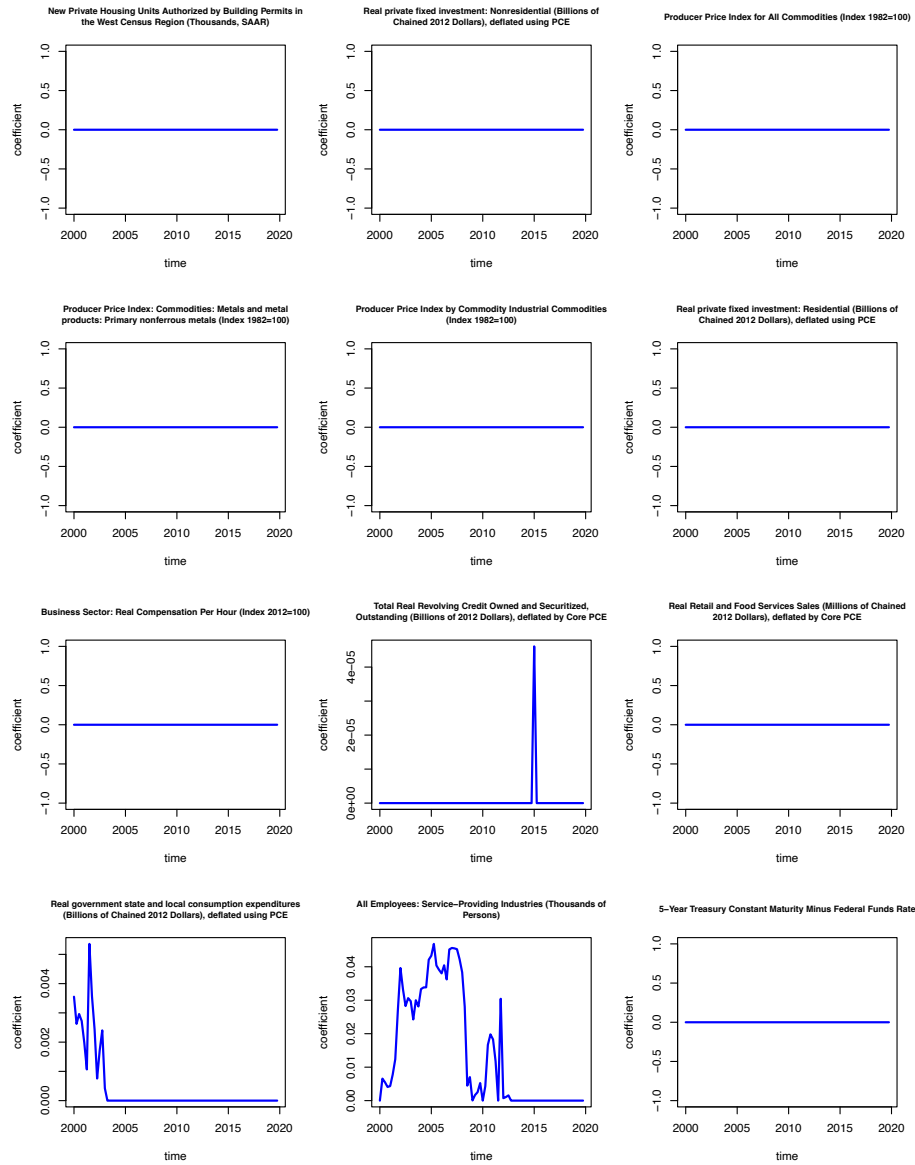 New Private Housing Units Authorized by Building Permits in
the West Census Region (Thousands, SAAR)
coefficient
1.0
0.5
0.0
−0.5
−1.0
2000 2005 2010 2015 2020
time
Real private fixed investment: Nonresidential (Billions of
Chained 2012 Dollars), deflated using PCE
coefficient
1.0
0.5
0.0
−0.5
−1.0
2000 2005 2010 2015 2020
time
Producer Price Index for All Commodities (Index 1982=100)
coefficient
1.0
0.5
0.0
−0.5
−1.0
2000 2005 2010 2015 2020
time
Producer Price Index: Commodities: Metals and metal
products: Primary nonferrous metals (Index 1982=100)
coefficient
1.0
0.5
0.0
−0.5
−1.0
2000 2005 2010 2015 2020
time
Producer Price Index by Commodity Industrial Commodities
(Index 1982=100)
coefficient
1.0
0.5
0.0
−0.5
−1.0
2000 2005 2010 2015 2020
time
Real private fixed investment: Residential (Billions of
Chained 2012 Dollars), deflated using PCE
coefficient
1.0
0.5
0.0
−0.5
−1.0
2000 2005 2010 2015 2020
time
Business Sector: Real Compensation Per Hour (Index 2012=100)
coefficient
1.0
0.5
0.0
−0.5
−1.0
2000 2005 2010 2015 2020
time
Total Real Revolving Credit Owned and Securitized,
Outstanding (Billions of 2012 Dollars), deflated by Core PCE
coefficient
4e−05
2e−05
0e+00
2000 2005 2010 2015 2020
time
Real Retail and Food Services Sales (Millions of Chained
2012 Dollars), deflated by Core PCE
coefficient
1.0
0.5
0.0
−0.5
−1.0
2000 2005 2010 2015 2020
time
Real government state and local consumption expenditures
(Billions of Chained 2012 Dollars), deflated using PCE
coefficient
0.004
0.002
0.000
2000 2005 2010 2015 2020
time
All Employees: Service−Providing Industries (Thousands of
Persons)
coefficient
0.04
0.03
0.02
0.01
0.00
2000 2005 2010 2015 2020
time
5−Year Treasury Constant Maturity Minus Federal Funds Rate
coefficient
1.0
0.5
0.0
−0.5
−1.0
2000 2005 2010 2015 2020
time